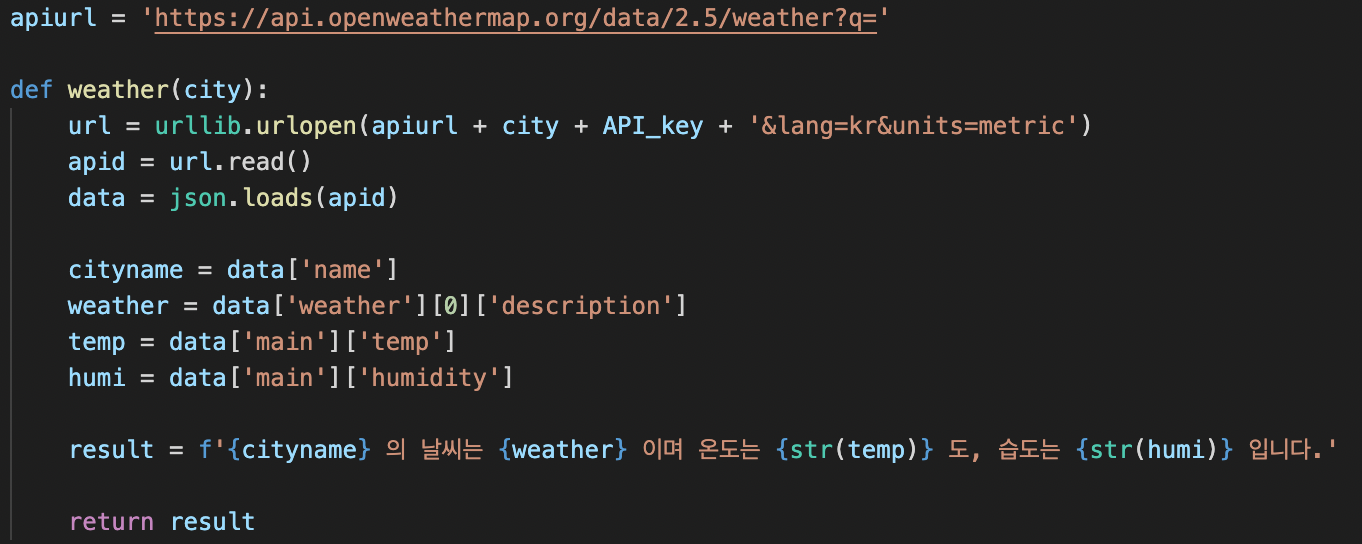 apiurl = 'https://api.openweathermap.org/data/2.5/weather?q='
def weather(city):
url = urllib.urlopen(apiurl + city + API_key + '&lang=kr&units=metric')
apid = url.read()
data = json.loads(apid)
cityname = data['name']
weather = data['weather'][0]['description']
temp = data['main']['temp']
humi = data['main']['humidity']
result = f'{cityname} 의 날씨는 {weather} 이며 온도는 {str(temp)} 도, 습도는 {str(humi)} 입니다.'
return result